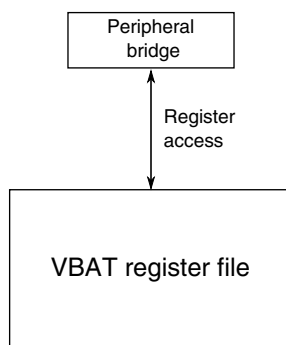 Peripheral
bridge
Register
access
VBAT register file